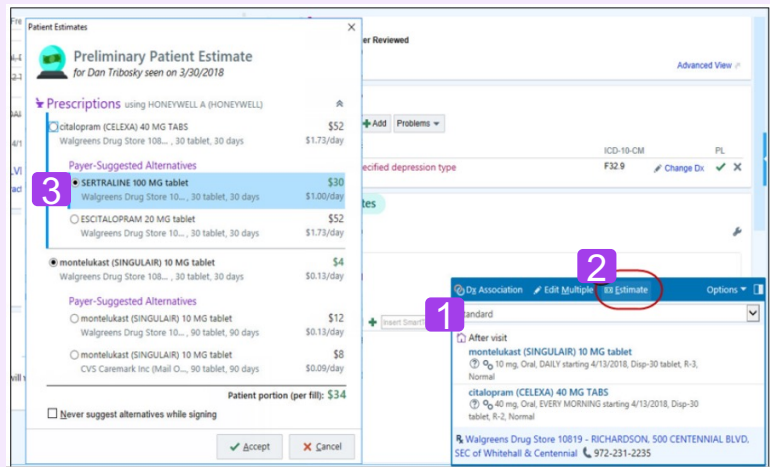 Fre
Patient Estimates
Preliminary Patient Estimate
for Dan Tribosky seen on 3/30/2018
Prescriptions using HONEYWELL A (HONEYWELL)
citalopram (CELEXA) 40 MG TABS $52
Walgreens Drug Store 108... , 30 tablet, 30 days $1.73/day
Payer-Suggested Alternatives
3
SERTRALINE 100 MG tablet $30
Walgreens Drug Store 10..., 30 tablet, 30 days $1.00/day
ESCITALOPRAM 20 MG tablet $52
Walgreens Drug Store 10..., 30 tablet, 30 days $1.73/day
montelukast (SINGULAIR) 10 MG tablet $4
Walgreens Drug Store 108... , 30 tablet, 30 days $0.13/day
Payer-Suggested Alternatives
montelukast (SINGULAIR) 10 MG tablet $12
Walgreens Drug Store 10..., 90 tablet, 90 days $0.13/day
montelukast (SINGULAIR) 10 MG tablet $8
CVS Caremark Inc (Mail O..., 90 tablet, 90 days $0.09/day
Patient portion (per fill): $34
Never suggest alternatives while signing
Accept Cancel
er Reviewed
Advanced View
Add Problems
ICD-10-CM PL
ecified depression type F32.9 Change Dx
tes
2
Dx Association Edit Multiple Estimate Options
1
tandard
After visit
montelukast (SINGULAIR) 10 MG tablet
10 mg, Oral, DAILY starting 4/13/2018, Disp-30 tablet, R-3,
Normal
citalopram (CELEXA) 40 MG TABS
40 mg, Oral, EVERY MORNING starting 4/13/2018, Disp-30
tablet, R-2, Normal
Walgreens Drug Store 10819 - RICHARDSON, 500 CENTENNIAL BLVD,
SEC of Whitehall & Centennial 972-231-2235